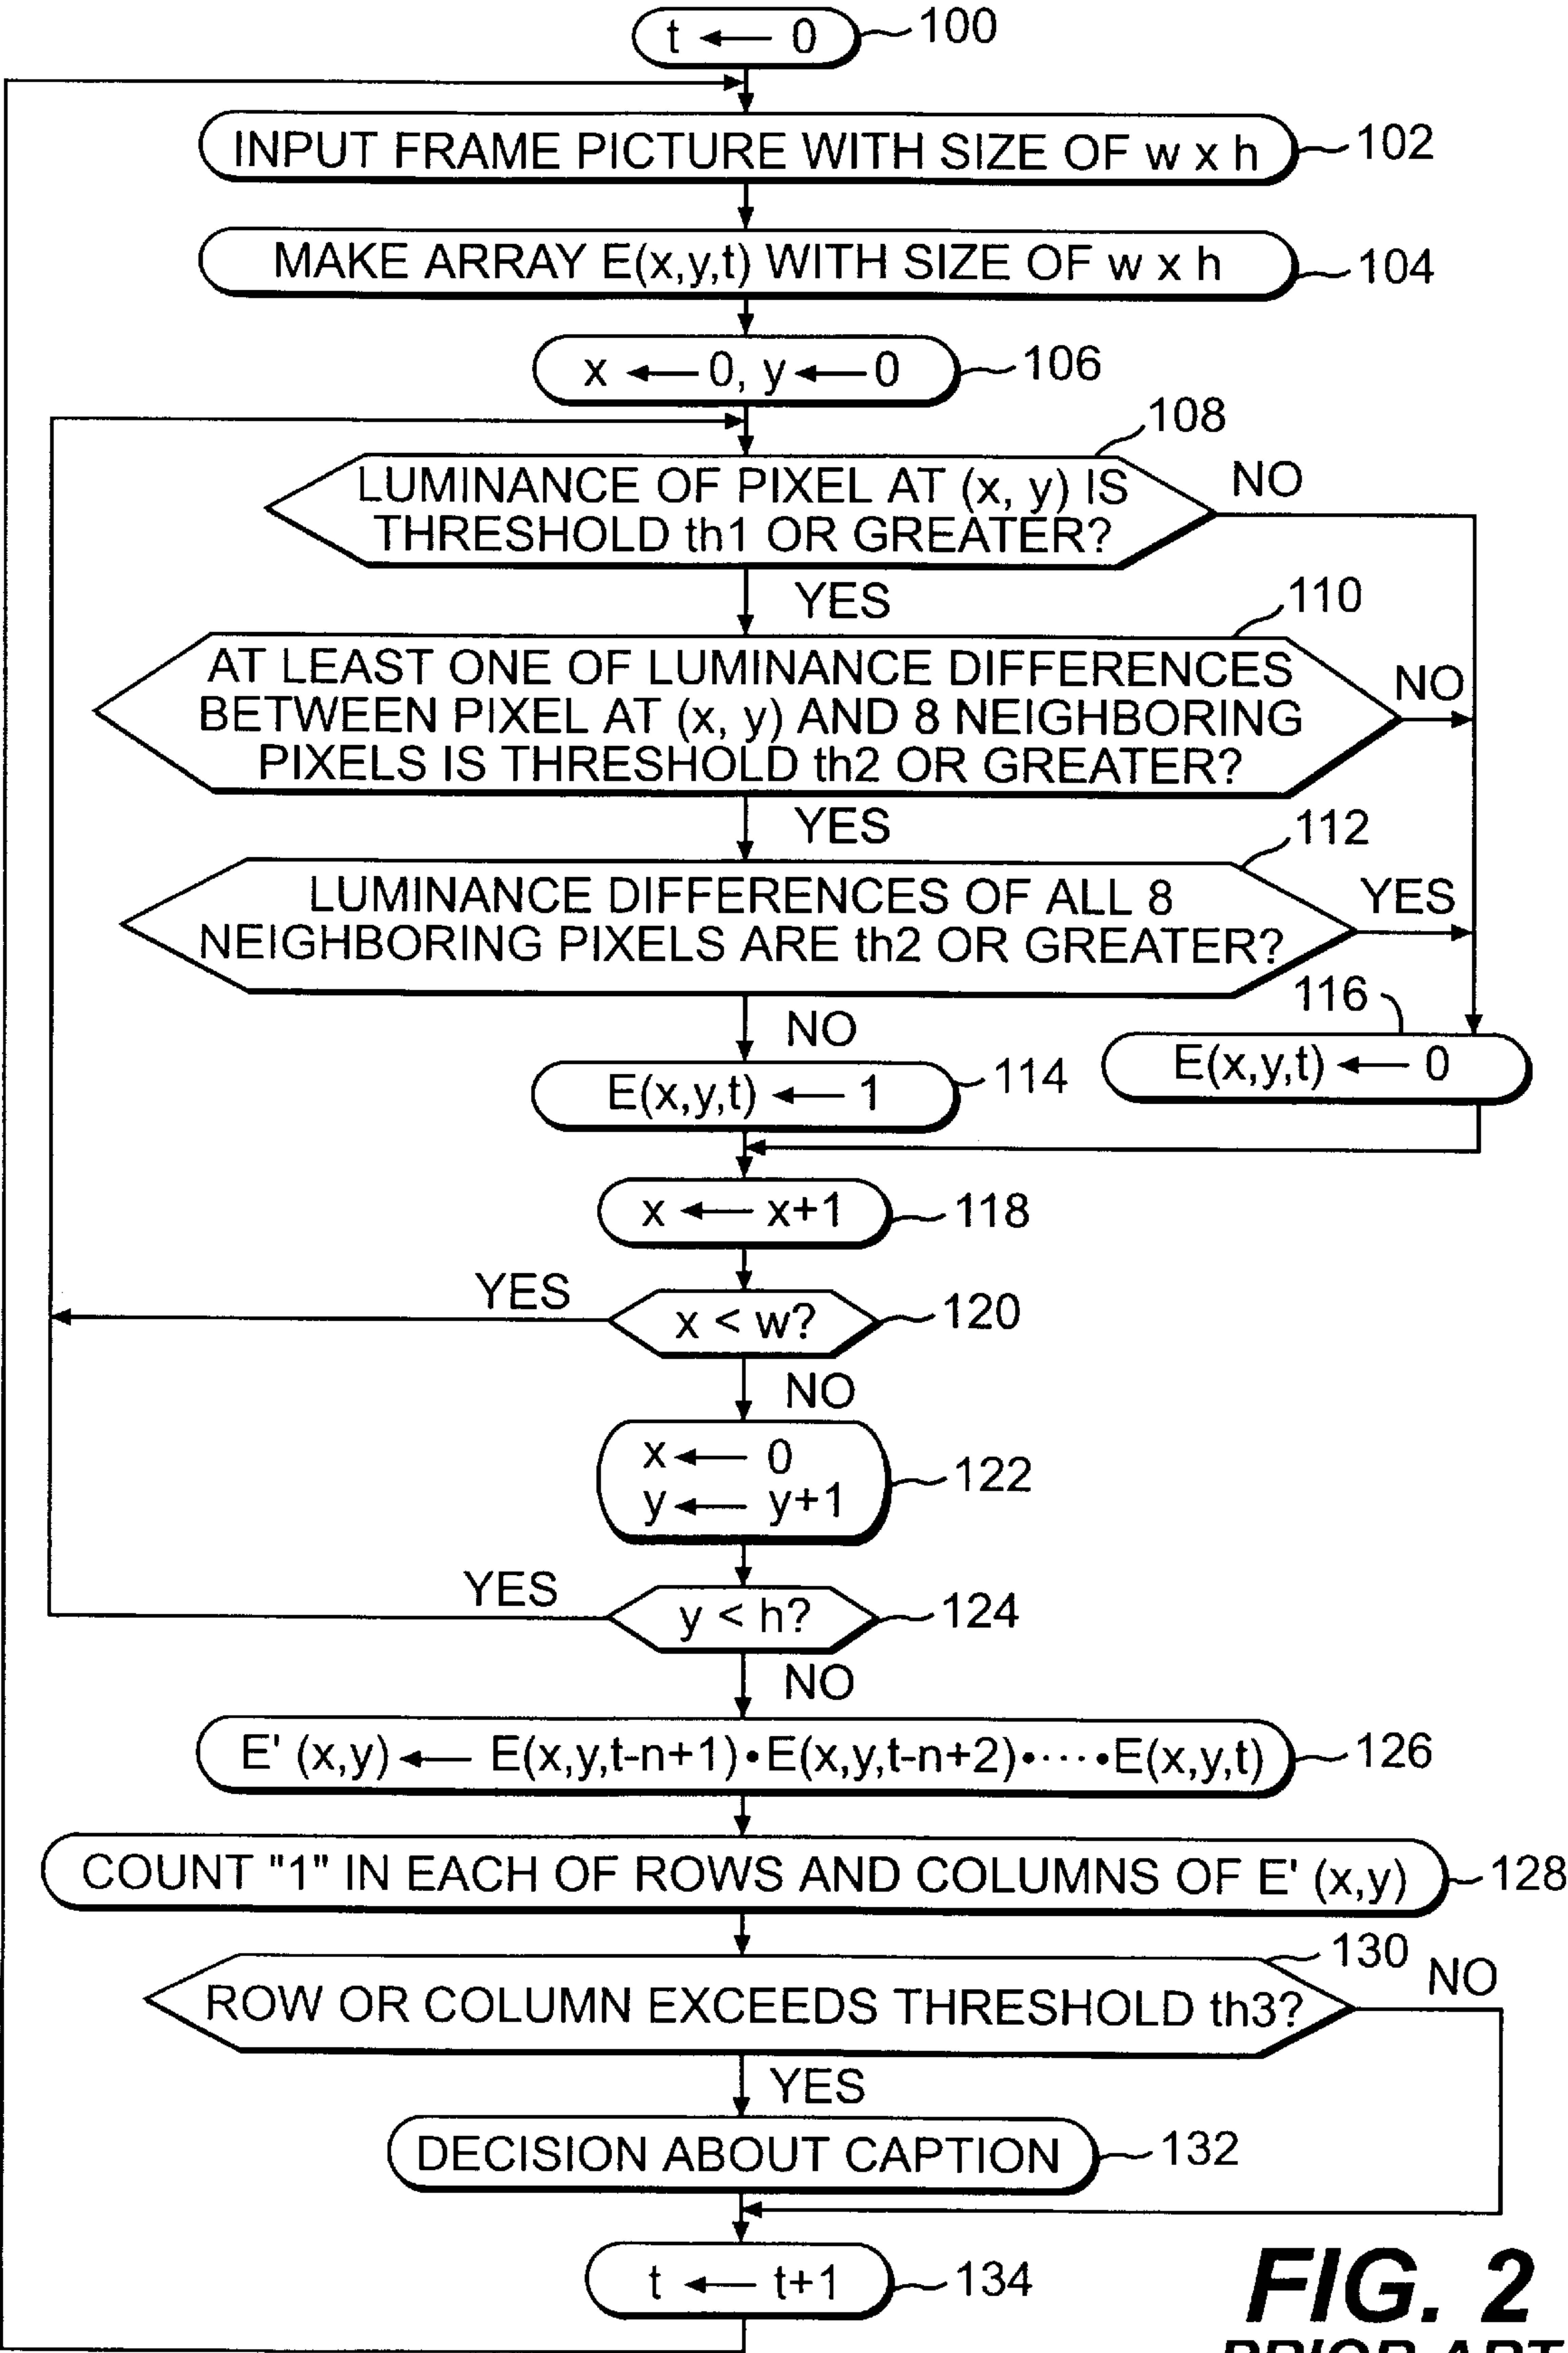 t ← 0 100
INPUT FRAME PICTURE WITH SIZE OF w x h 102
MAKE ARRAY E(x,y,t) WITH SIZE OF w x h 104
x ← 0, y ← 0 106
108
LUMINANCE OF PIXEL AT (x, y) IS
THRESHOLD th1 OR GREATER?
NO
YES
110
AT LEAST ONE OF LUMINANCE DIFFERENCES
BETWEEN PIXEL AT (x, y) AND 8 NEIGHBORING
PIXELS IS THRESHOLD th2 OR GREATER?
NO
YES
112
LUMINANCE DIFFERENCES OF ALL 8
NEIGHBORING PIXELS ARE th2 OR GREATER?
YES
NO
116
E(x,y,t) ← 0
E(x,y,t) ← 1 114
x ← x+1 118
YES
x < w? 120
NO
x ← 0
y ← y+1
122
YES
y < h? 124
NO
E' (x,y) ← E(x,y,t-n+1)•E(x,y,t-n+2)•····•E(x,y,t) 126
COUNT "1" IN EACH OF ROWS AND COLUMNS OF E' (x,y) 128
130
ROW OR COLUMN EXCEEDS THRESHOLD th3?
NO
YES
DECISION ABOUT CAPTION 132
t ← t+1 134
FIG. 2
PRIOR ART